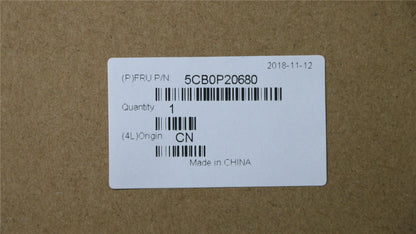 2018-11-12
(P)FRU P/N: 5CB0P20680
Quantity: 1
(4L)Origin: CN
Made in CHINA